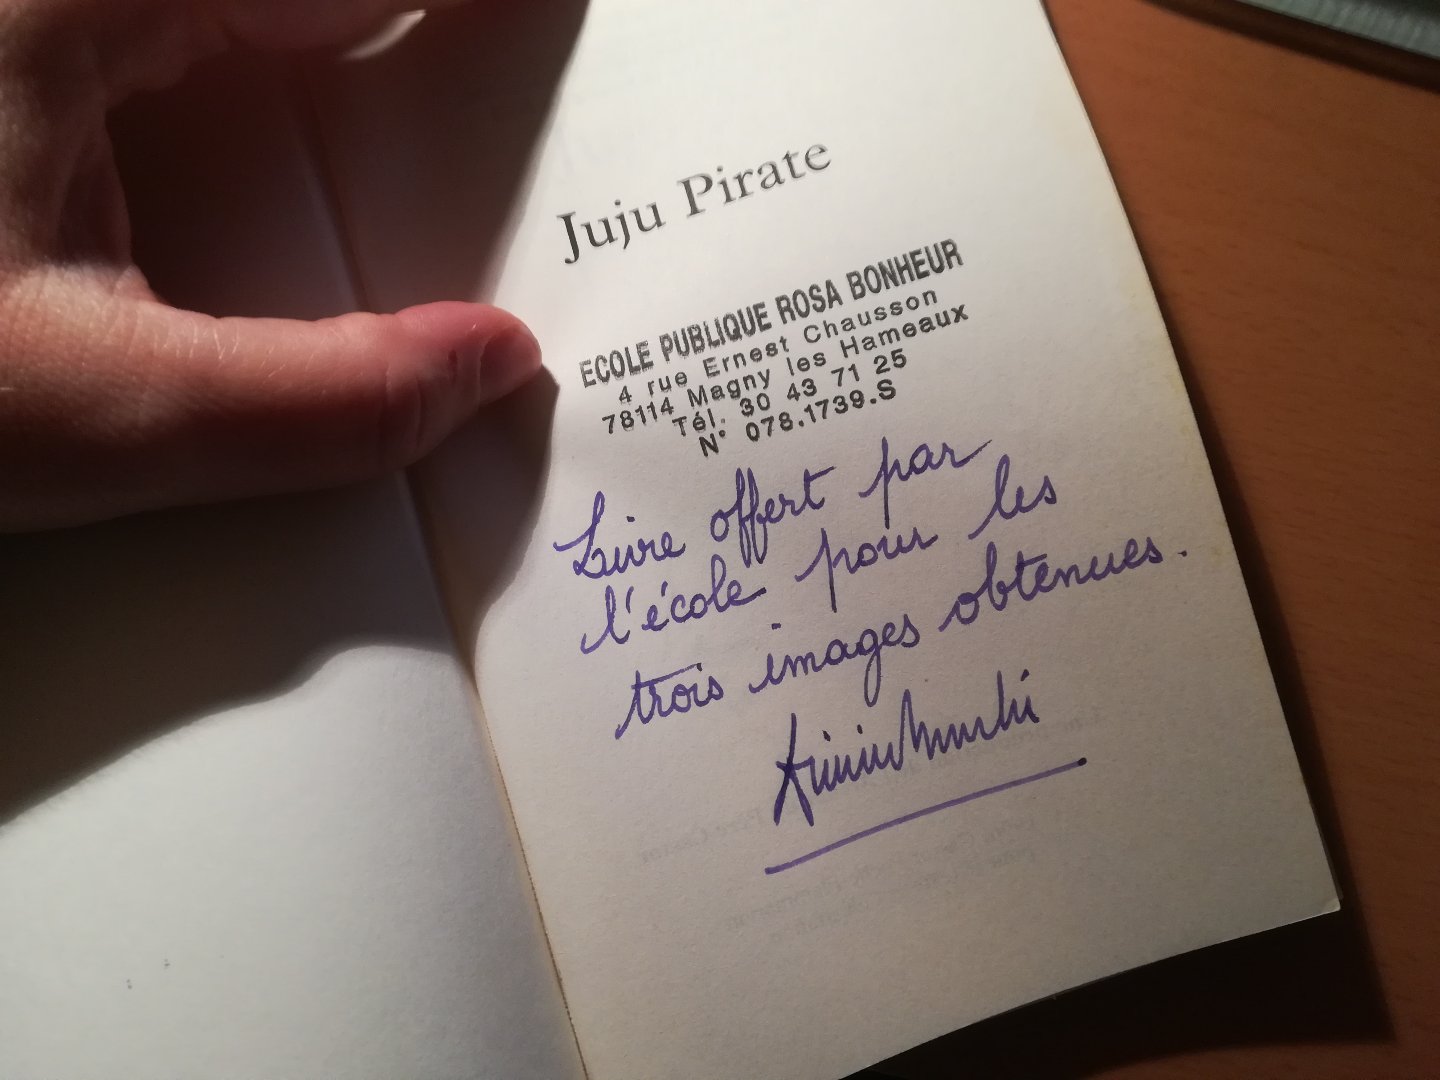 Juju Pirate
ECOLE PUBLIQUE ROSA BONHEUR
4 rue Ernest Chausson
78114 Magny les Hameaux
Tél. 30 43 71 25
N° 078.1739.S
Livre offert par
l'école pour les
trois images obtenues.